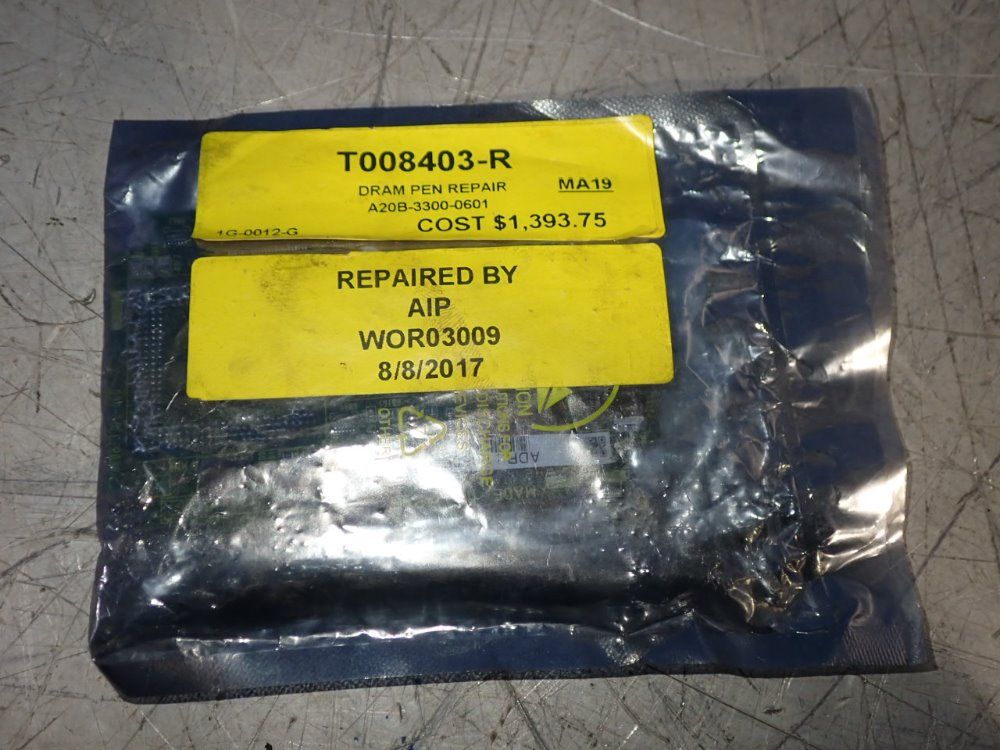 T008403-R
DRAM PEN REPAIR
MA19
A20B-3300-0601
1G-0012-G
COST $1,393.75
REPAIRED BY
AIP
WOR03009
8/8/2017